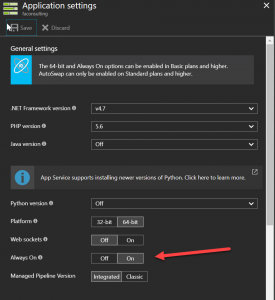 Application settings
laconsulting
Save
Discard
General settings
The 64-bit and Always On options can be enabled in Basic plans and higher.
AutoSwap can only be enabled on Standard plans and higher.
.NET Framework version v4.7
PHP version 5.6
Java version Off
App Service supports installing newer versions of Python. Click here to learn more.
Python version Off
Platform 32-bit 64-bit
Web sockets Off On
Always On Off On
Managed Pipeline Version Integrated Classic